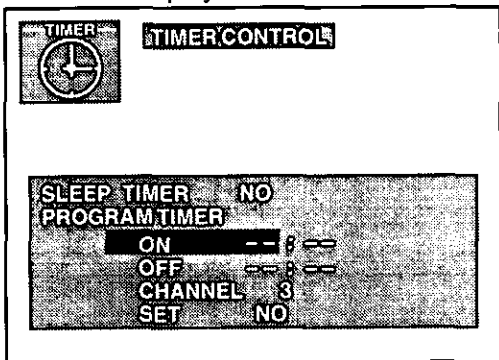 TIMER
TIMER CONTROL
SLEEP TIMER NO
PROGRAM TIMER
ON --:--
OFF --:--
CHANNEL 3
SET NO